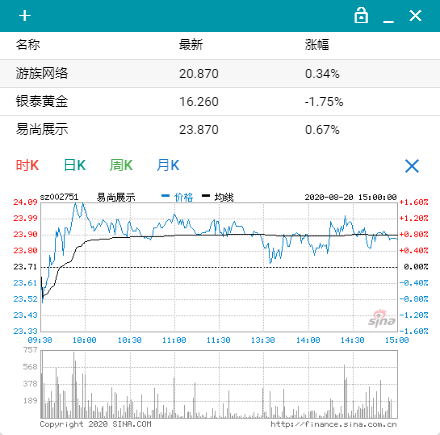 名称 最新 涨幅
游族网络 20.870 0.34%
银泰黄金 16.260 -1.75%
易尚展示 23.870 0.67%
时K 日K 周K 月K
sz002751 易尚展示 价格 均线 2020-08-20 15:00:00
24.09 +1.60%
23.99 +1.20%
23.90 +0.80%
23.80 +0.40%
23.71 0.00%
23.61 -0.40%
23.52 -0.80%
23.43 -1.20%
23.33 -1.60%
sina
09:30 10:00 10:30 11:00 11:30 13:30 14:00 14:30 15:00
757
568
378
189
Copyright 2020 SINA.COM http://finance.sina.com.cn